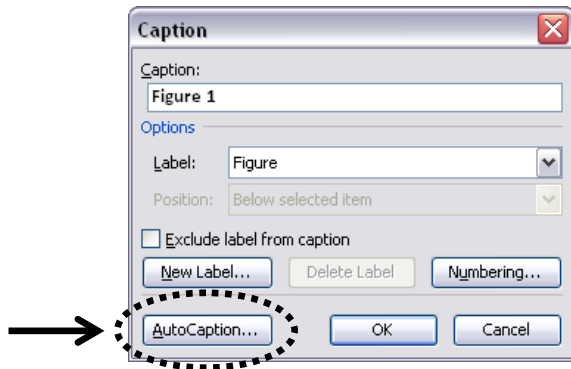 Caption
Caption:
Figure 1
Options
Label: Figure
Position: Below selected item
Exclude label from caption
New Label... Delete Label Numbering...
AutoCaption... OK Cancel